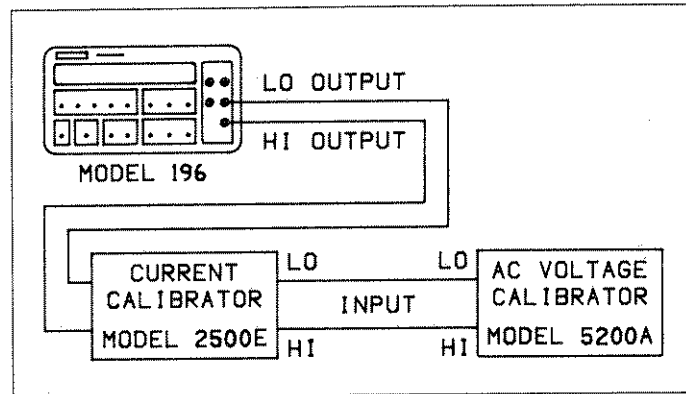 LO OUTPUT
HI OUTPUT
MODEL 196
CURRENT
CALIBRATOR
MODEL 2500E
LO
HI
INPUT
LO
HI
AC VOLTAGE
CALIBRATOR
MODEL 5200A